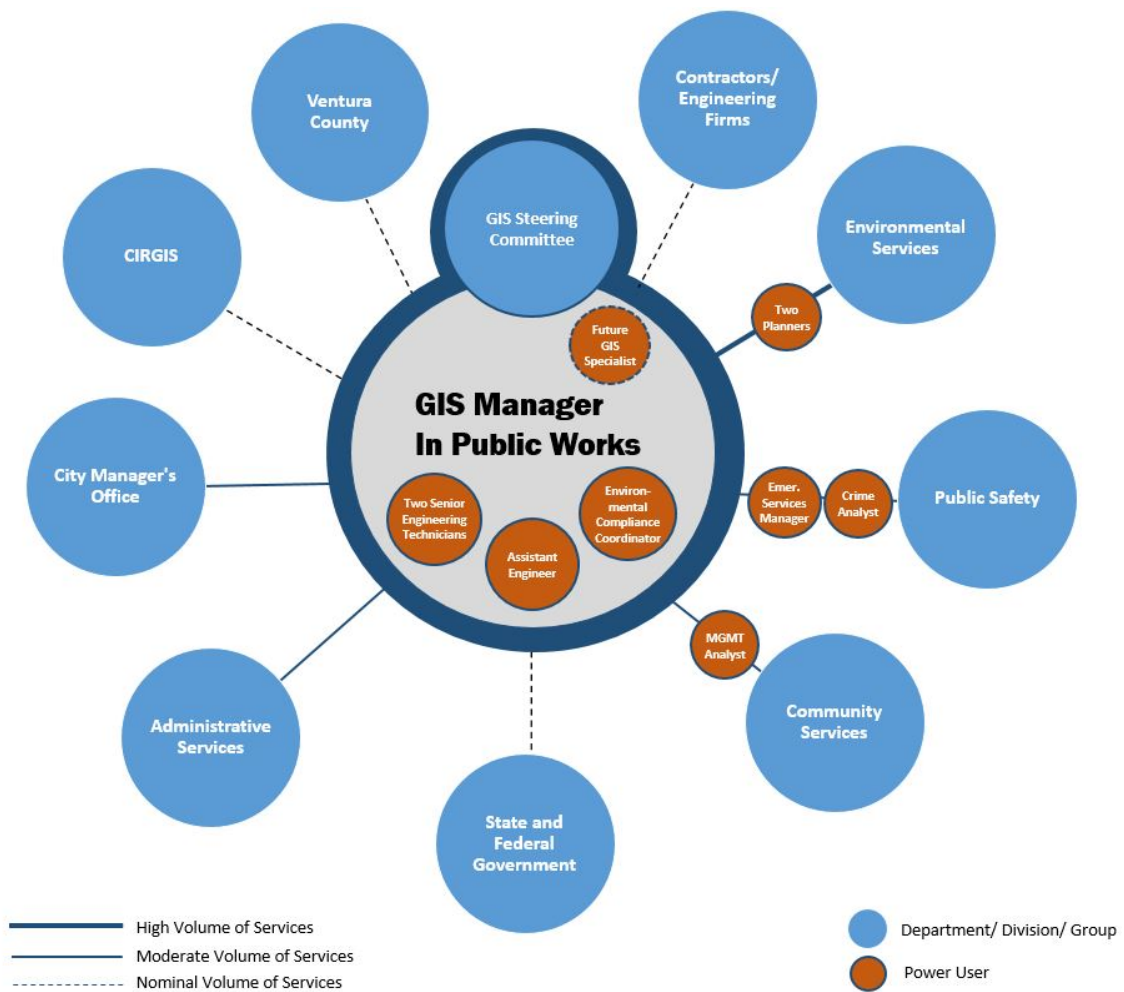 Ventura
County
Contractors/
Engineering
Firms
GIS Steering
Committee
Environmental
Services
CIRGIS
Two
Planners
Future
GIS
Specialist
GIS Manager
In Public Works
City Manager's
Office
Two Senior
Engineering
Technicians
Environ-
mental
Compliance
Coordinator
Assistant
Engineer
Emer.
Services
Manager
Crime
Analyst
Public Safety
MGMT
Analyst
Community
Services
Administrative
Services
State and
Federal
Government
High Volume of Services
Moderate Volume of Services
Nominal Volume of Services
Department/ Division/ Group
Power User